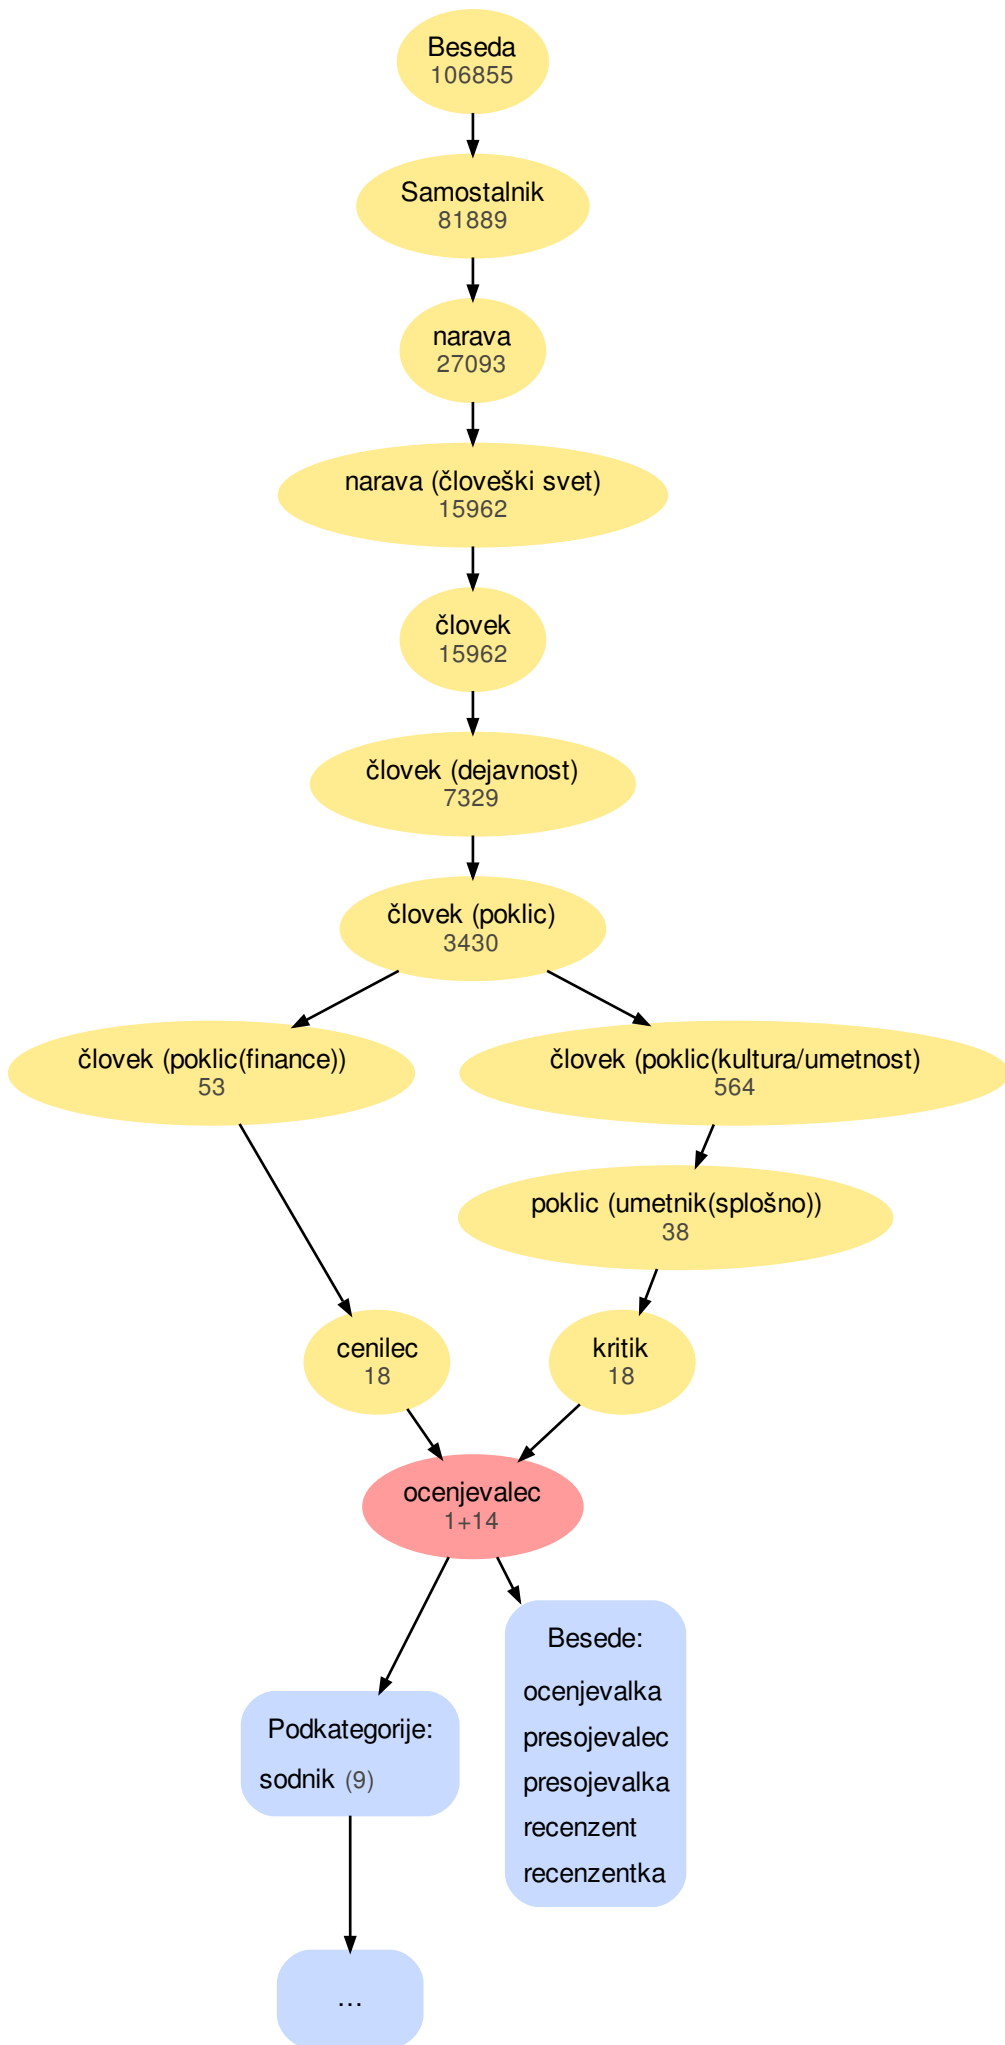 Beseda
106855
Samostalnik
81889
narava
27093
narava (človeški svet)
15962
človek
15962
človek (dejavnost)
7329
človek (poklic)
3430
človek (poklic(finance))
53
človek (poklic(kultura/umetnost)
564
poklic (umetnik(splošno))
38
cenilec
18
kritik
18
ocenjevalec
1+14
Besede:
ocenjevalka
presojevalec
presojevalka
recenzent
recenzentka
Podkategorije:
sodnik (9)
...